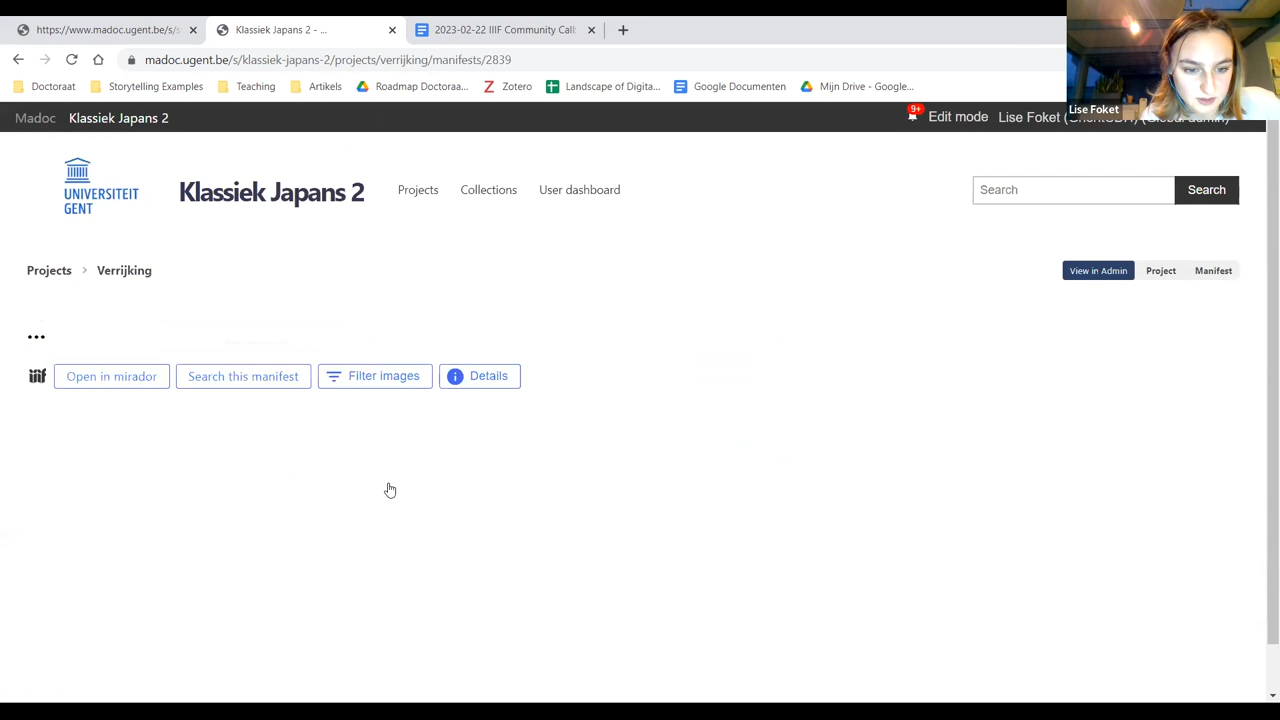 https://www.madoc.ugent.be/s/s
Klassiek Japans 2 - ...
2023-02-22 IIIF Community Call
madoc.ugent.be/s/klassiek-japans-2/projects/verrijking/manifests/2839
Doctoraat
Storytelling Examples
Teaching
Artikels
Roadmap Doctoraa...
Zotero
Landscape of Digita...
Google Documenten
Mijn Drive - Google...
Lise Foket
Madoc
Klassiek Japans 2
9+
Edit mode
Lise Foket (GhentCDH) (Global admin)
UNIVERSITEIT
GENT
Klassiek Japans 2
Projects
Collections
User dashboard
Search
Search
Projects > Verrijking
View in Admin
Project
Manifest
...
iiif
Open in mirador
Search this manifest
Filter images
Details